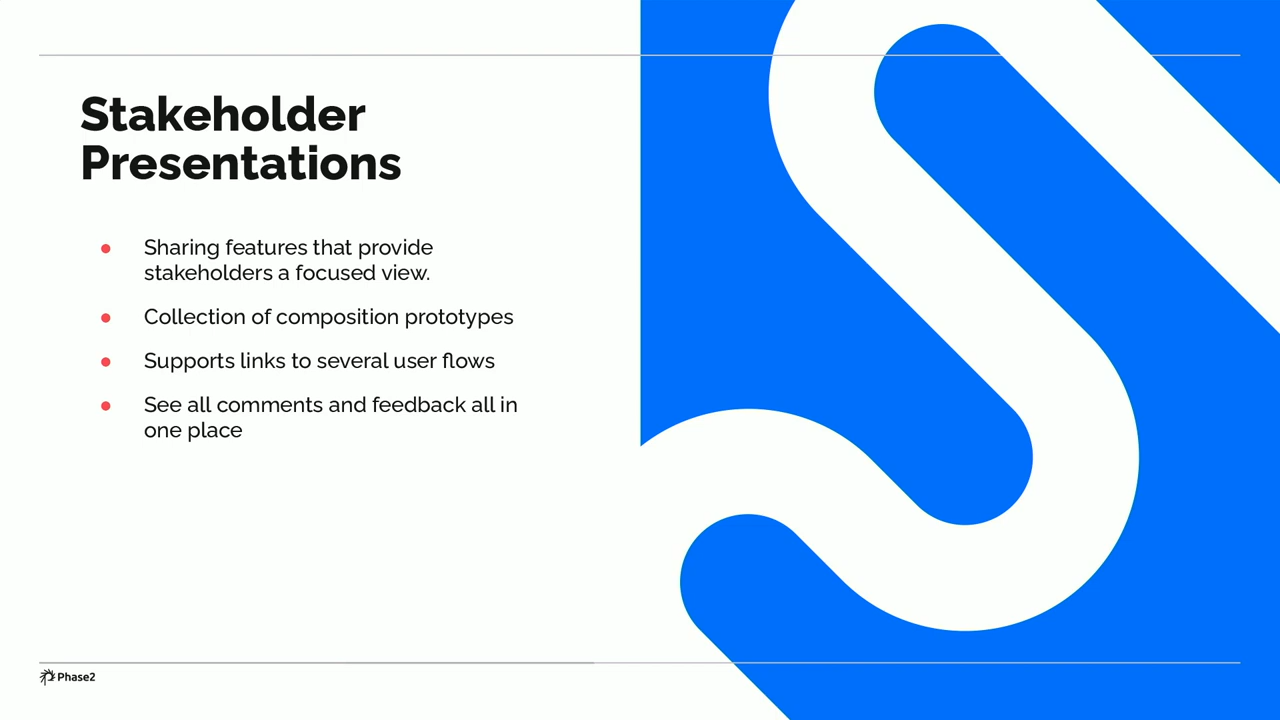 Stakeholder
Presentations
● Sharing features that provide
stakeholders a focused view.
● Collection of composition prototypes
● Supports links to several user flows
● See all comments and feedback all in
one place
Phase2